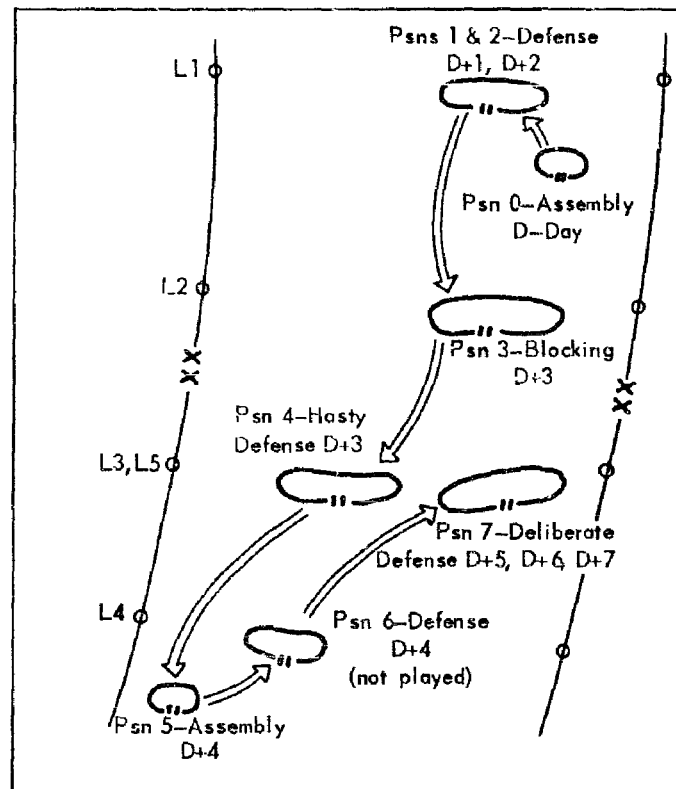 Psns 1 & 2–Defense
D+1, D+2
L1
Psn 0–Assembly
D–Day
L2
Psn 3–Blocking
D+3
XX
XX
Psn 4–Hasty
Defense D+3
L3, L5
Psn 7–Deliberate
Defense D+5, D+6, D+7
L4
Psn 6–Defense
D+4
(not played)
Psn 5–Assembly
D+4